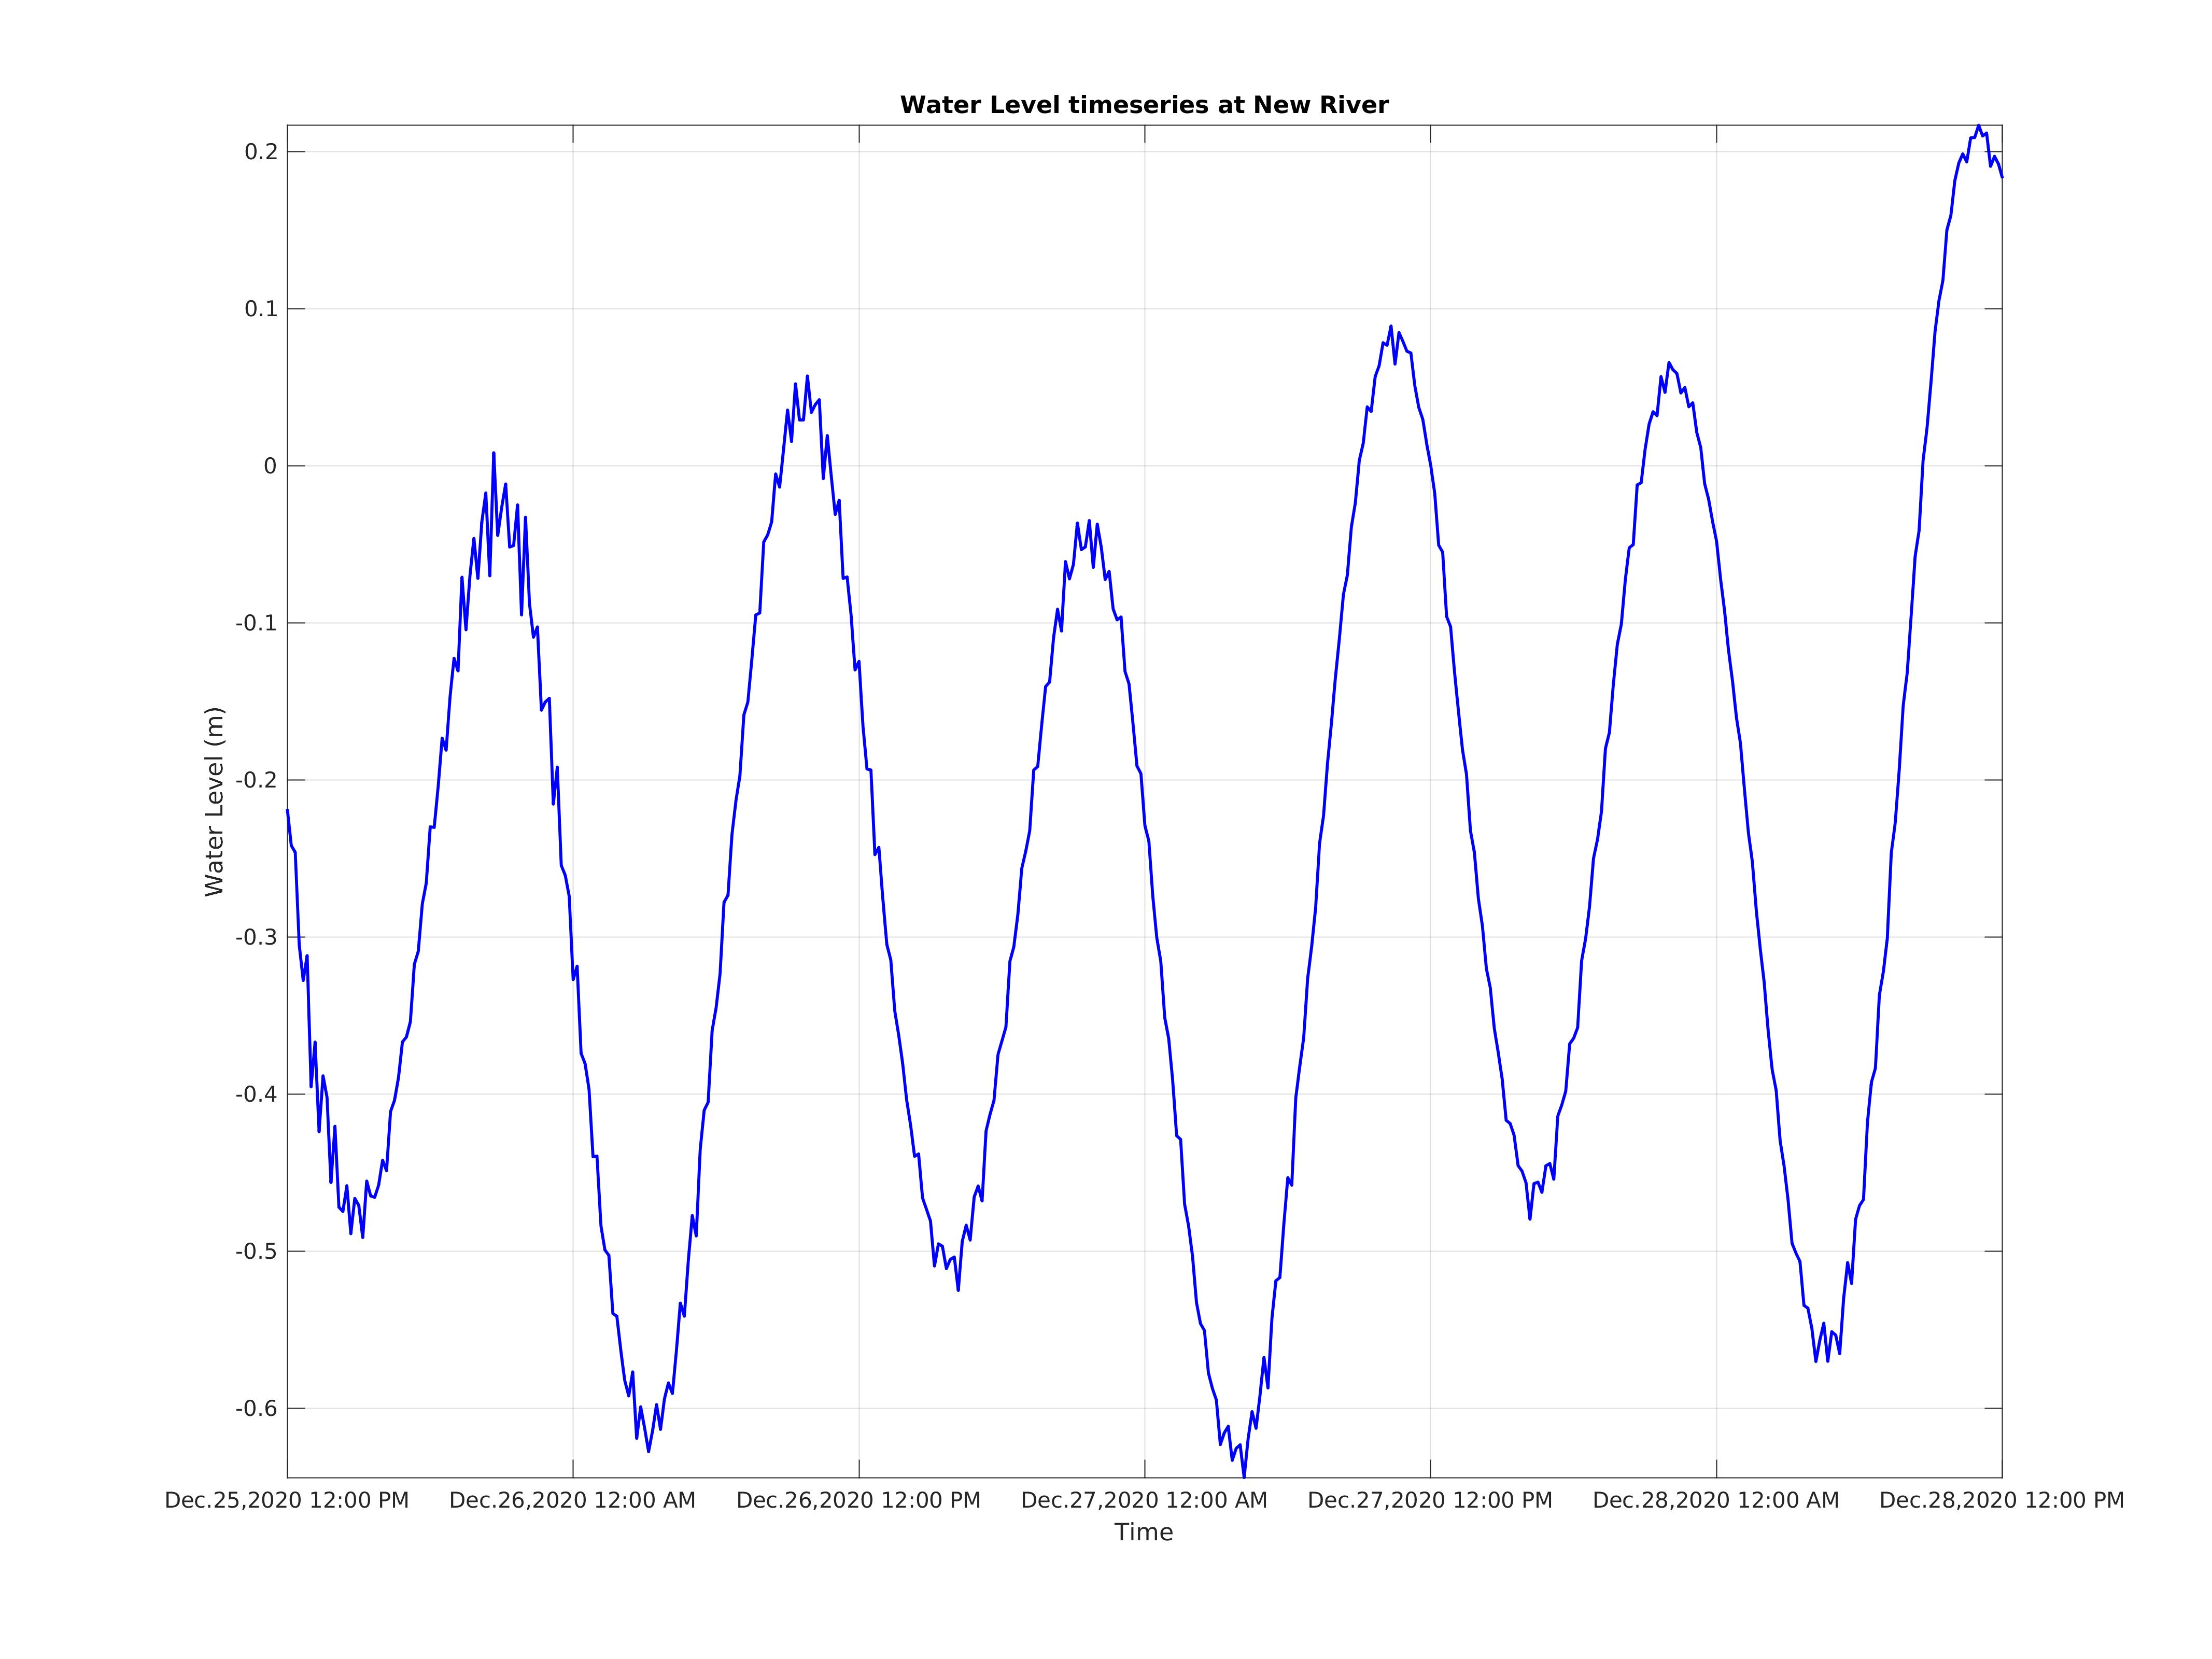 Water Level timeseries at New River
0.2
0.1
0
-0.1
-0.2
-0.3
-0.4
-0.5
-0.6
Water Level (m)
Dec.25,2020 12:00 PM
Dec.26,2020 12:00 AM
Dec.26,2020 12:00 PM
Dec.27,2020 12:00 AM
Dec.27,2020 12:00 PM
Dec.28,2020 12:00 AM
Dec.28,2020 12:00 PM
Time